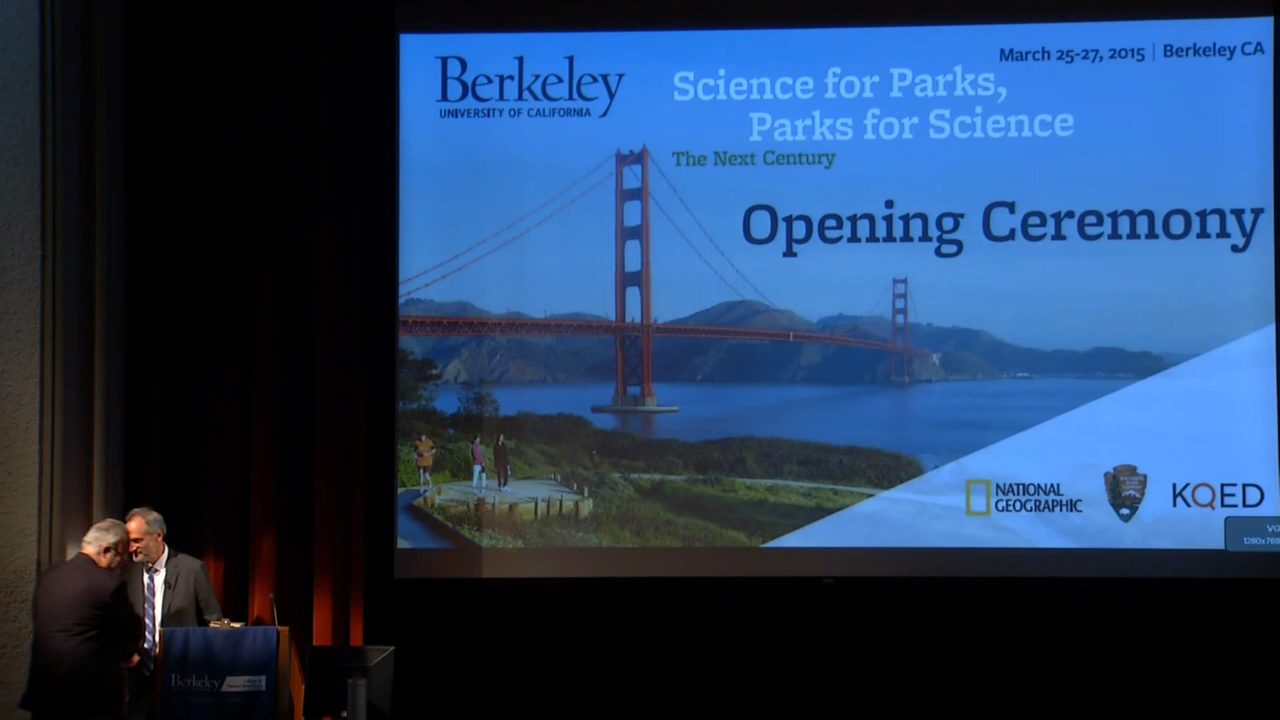 March 25-27, 2015 | Berkeley CA
Berkeley
UNIVERSITY OF CALIFORNIA
Science for Parks,
Parks for Science
The Next Century
Opening Ceremony
NATIONAL
GEOGRAPHIC
KQED
Berkeley